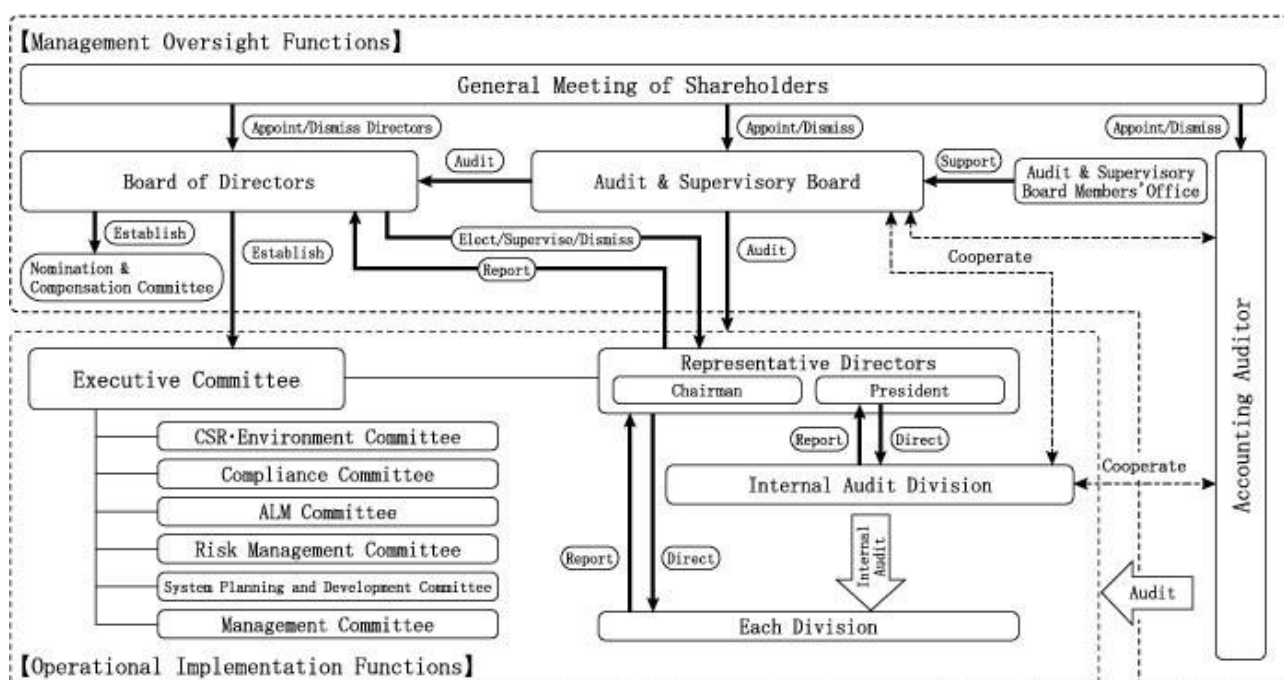 【Management Oversight Functions】
General Meeting of Shareholders
Appoint/Dismiss Directors
Appoint/Dismiss
Appoint/Dismiss
Board of Directors
Audit
Audit & Supervisory Board
Support
Audit & Supervisory
Board Members' Office
Establish
Establish
Elect/Supervise/Dismiss
Report
Audit
Cooperate
Nomination &
Compensation Committee
Accounting Auditor
Executive Committee
Representative Directors
Chairman
President
CSR・Environment Committee
Compliance Committee
ALM Committee
Risk Management Committee
System Planning and Development Committee
Management Committee
Report
Direct
Cooperate
Internal Audit Division
Report
Direct
Internal
Audit
Audit
Each Division
【Operational Implementation Functions】